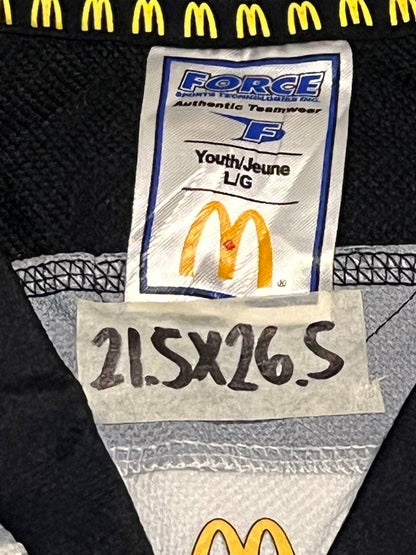 FORCE
SPORTS TECHNOLOGIES INC.
Authentic Teamwear
F
Youth/Jeune
L/G
M
®
21.5X26.5